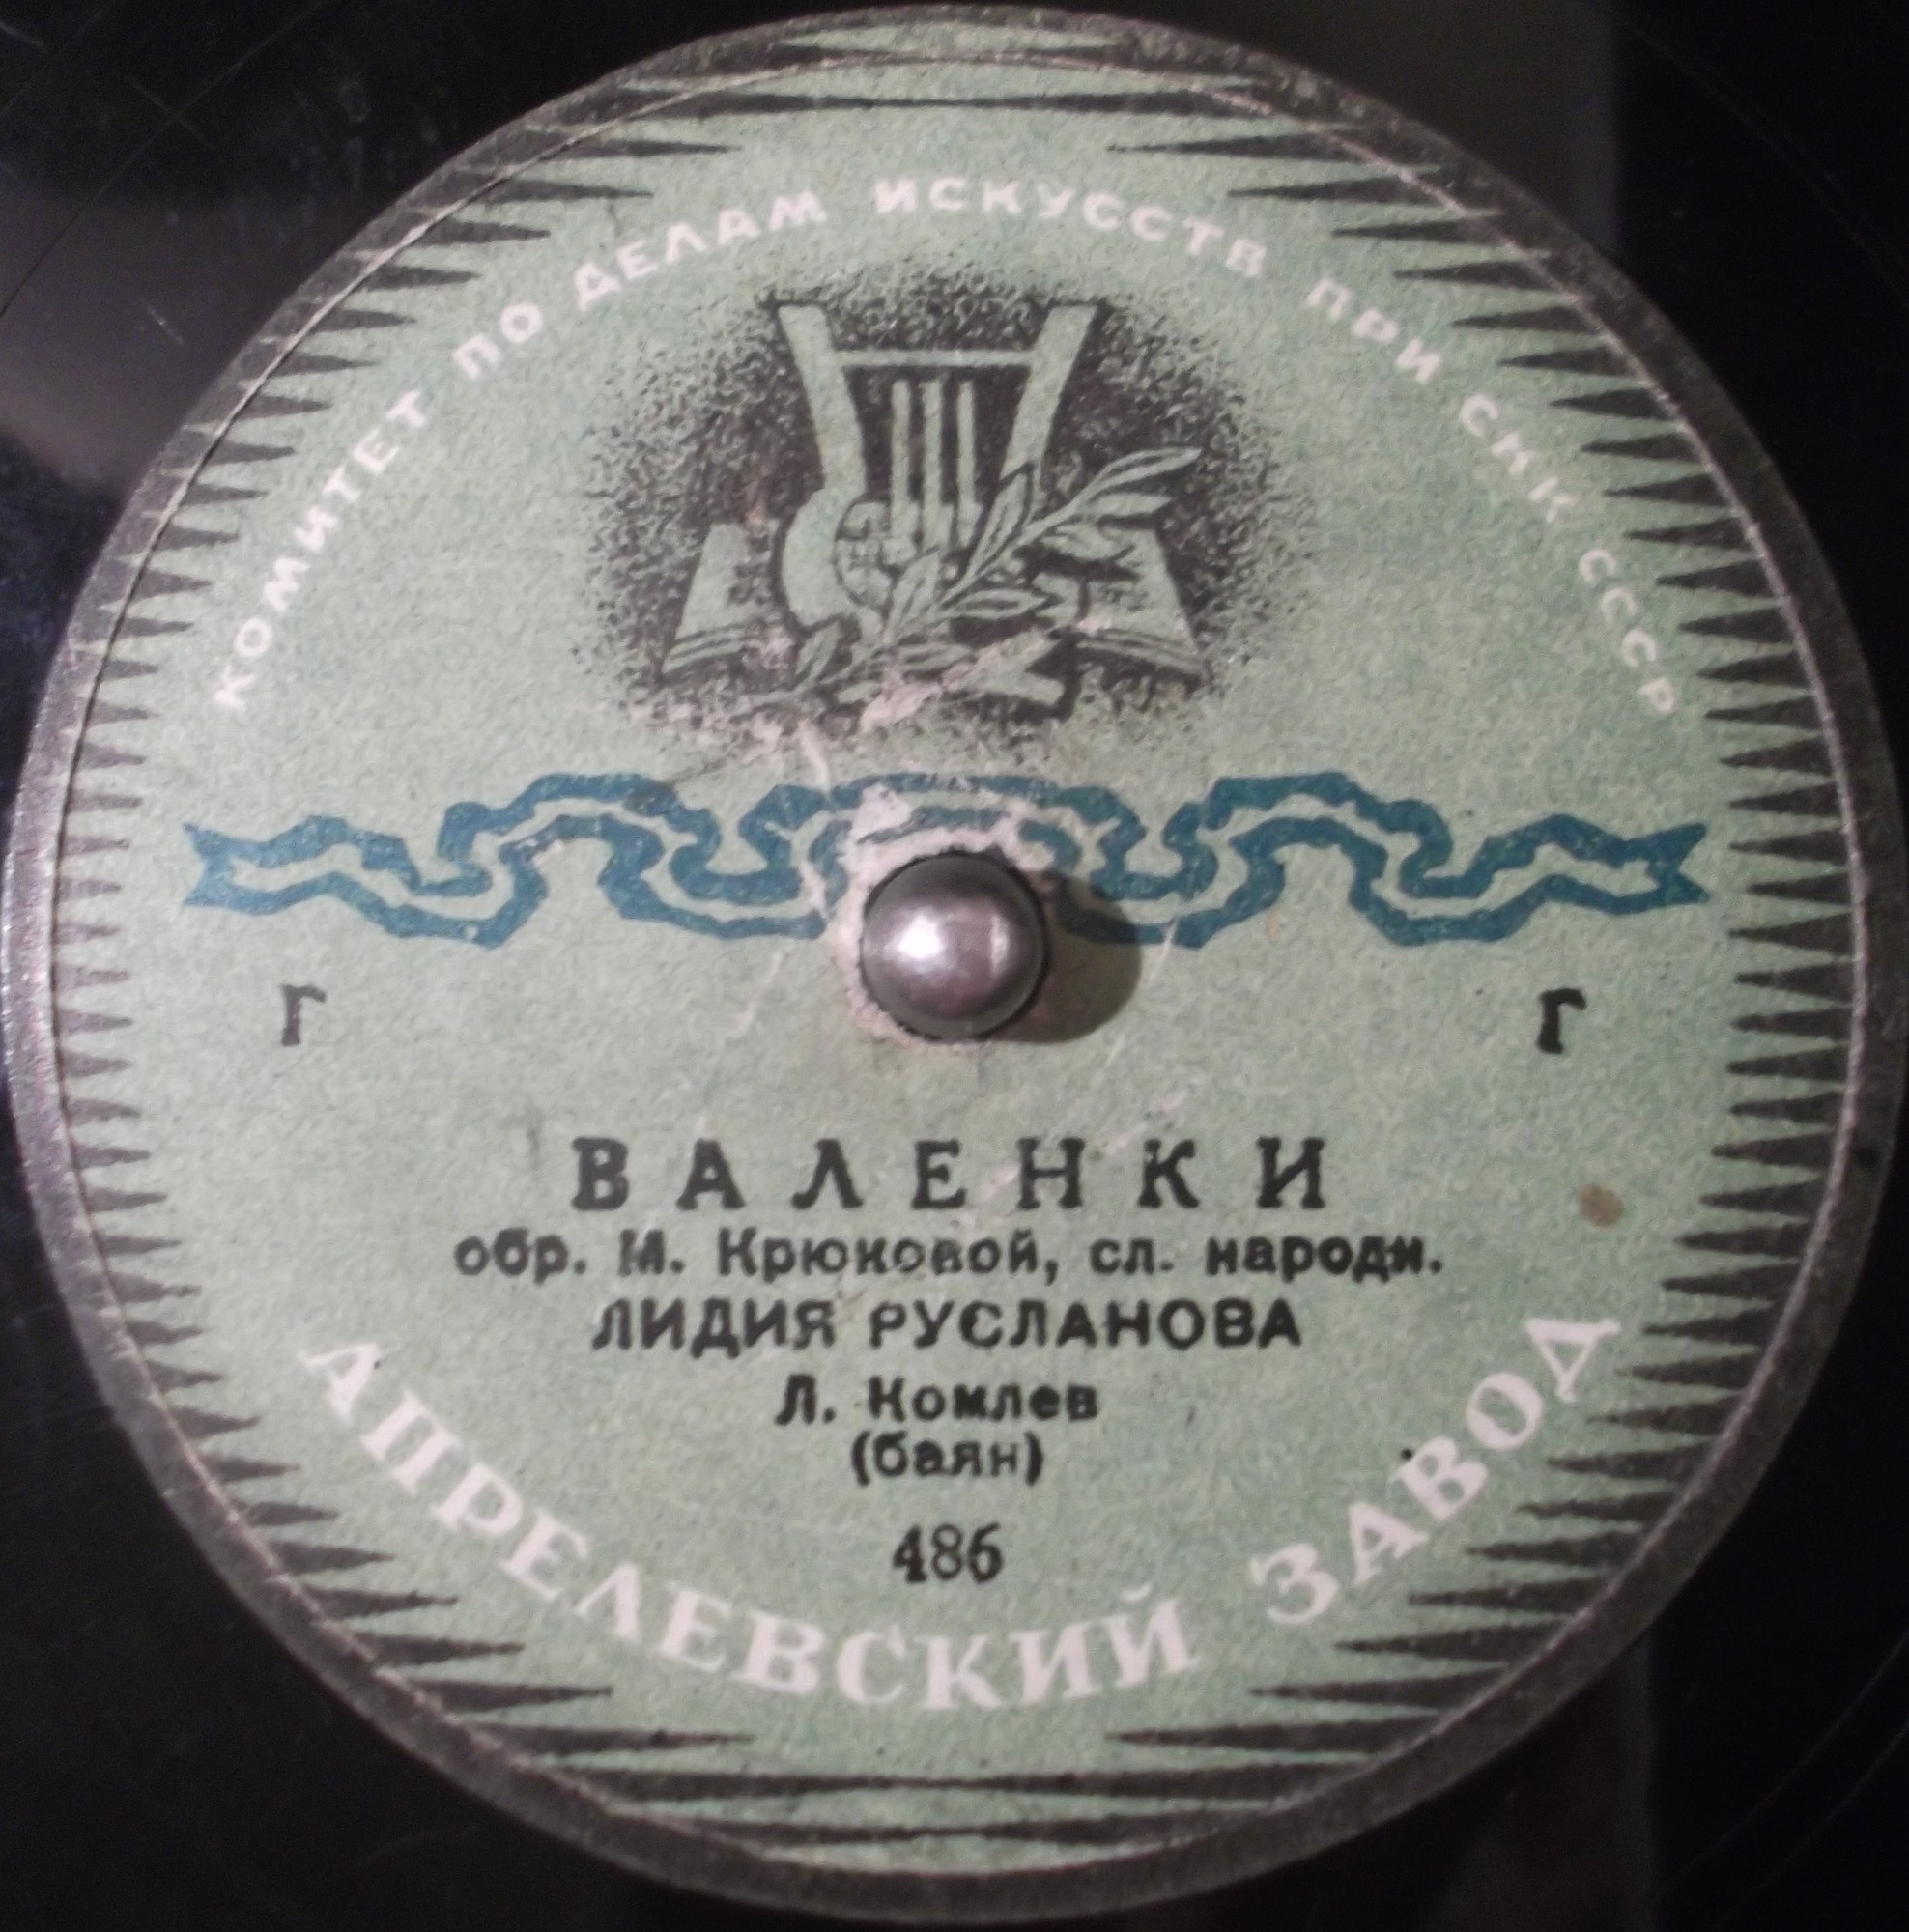 КОМИТЕТ ПО ДЕЛАМ ИСКУССТВ ПРИ СНК СССР
Г Г
ВАЛЕНКИ
обр. М. Крюковой, сл. народн.
ЛИДИЯ РУСЛАНОВА
Л. Комлев
(баян)
486
АПРЕЛЕВСКИЙ ЗАВОД